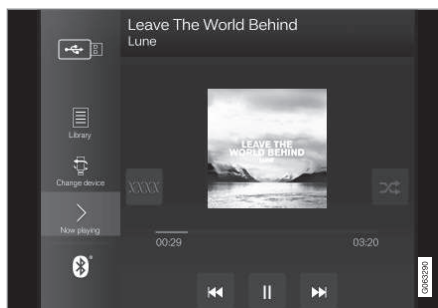 Leave The World Behind
Lune
Library
Change device
Now playing
LEAVE THE
WORLD BEHIND
LUNE
XXXX
00:29
03:20
G063290